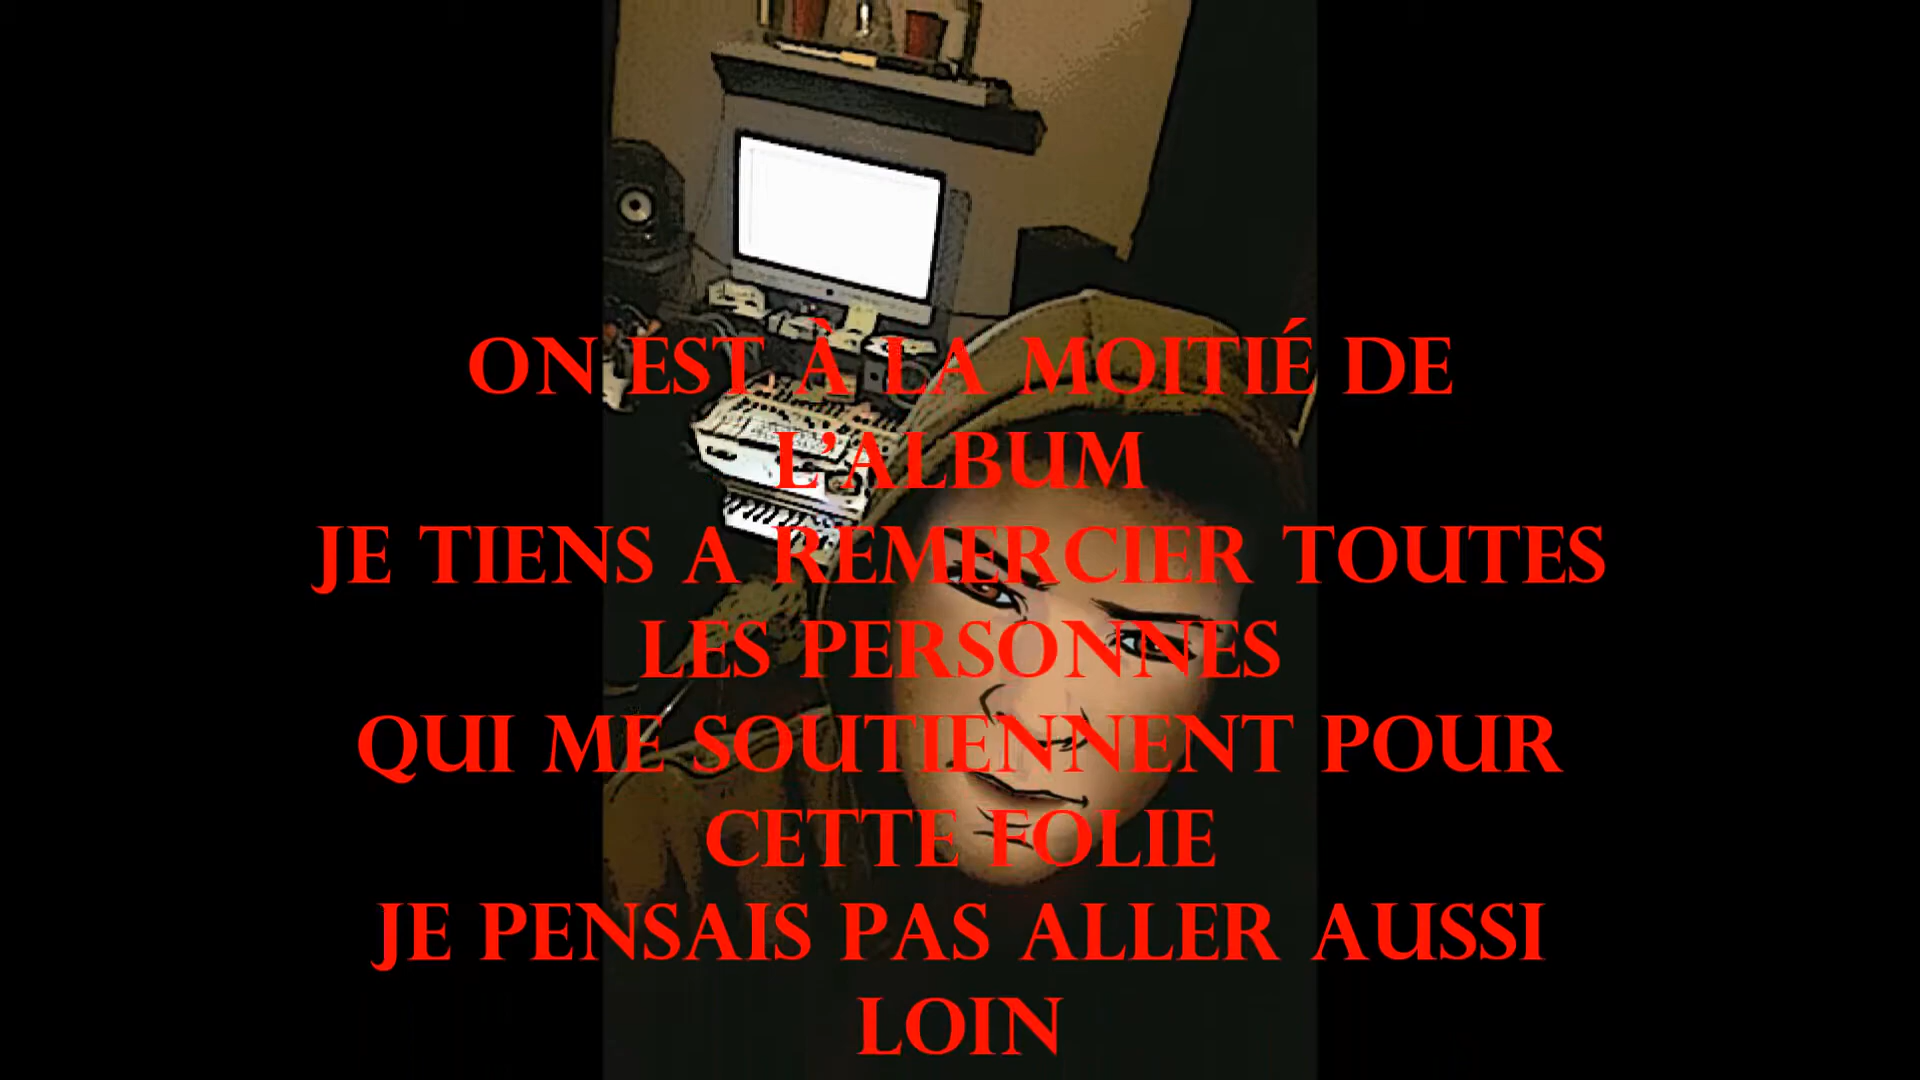 ON EST À LA MOITIÉ DE
L'ALBUM
JE TIENS A REMERCIER TOUTES
LES PERSONNES
QUI ME SOUTIENNENT POUR
CETTE FOLIE
JE PENSAIS PAS ALLER AUSSI
LOIN